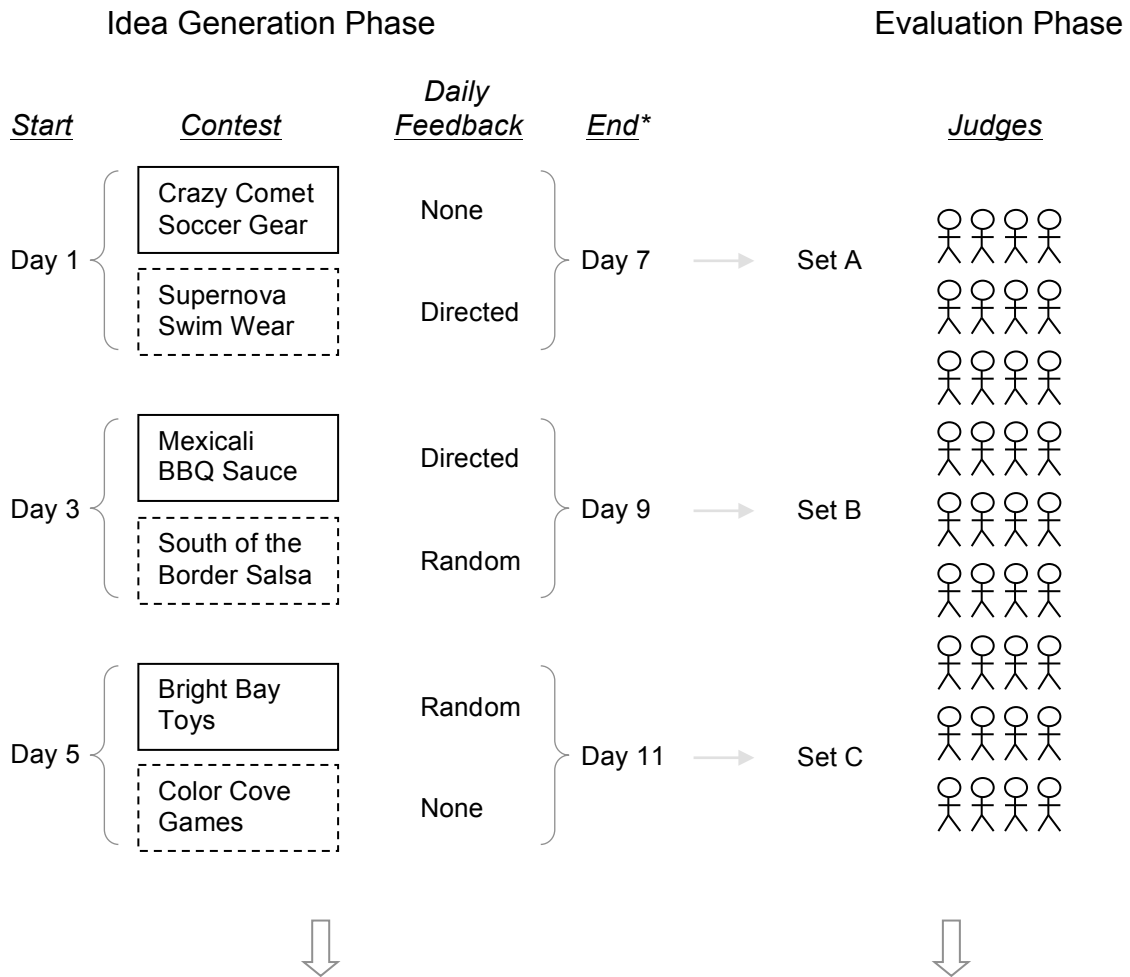 Idea Generation Phase
Evaluation Phase
Start
Contest
Daily
Feedback
End*
Judges
Day 1
Crazy Comet
Soccer Gear
None
Supernova
Swim Wear
Directed
Day 7
Set A
Day 3
Mexicali
BBQ Sauce
Directed
South of the
Border Salsa
Random
Day 9
Set B
Day 5
Bright Bay
Toys
Random
Color Cove
Games
None
Day 11
Set C